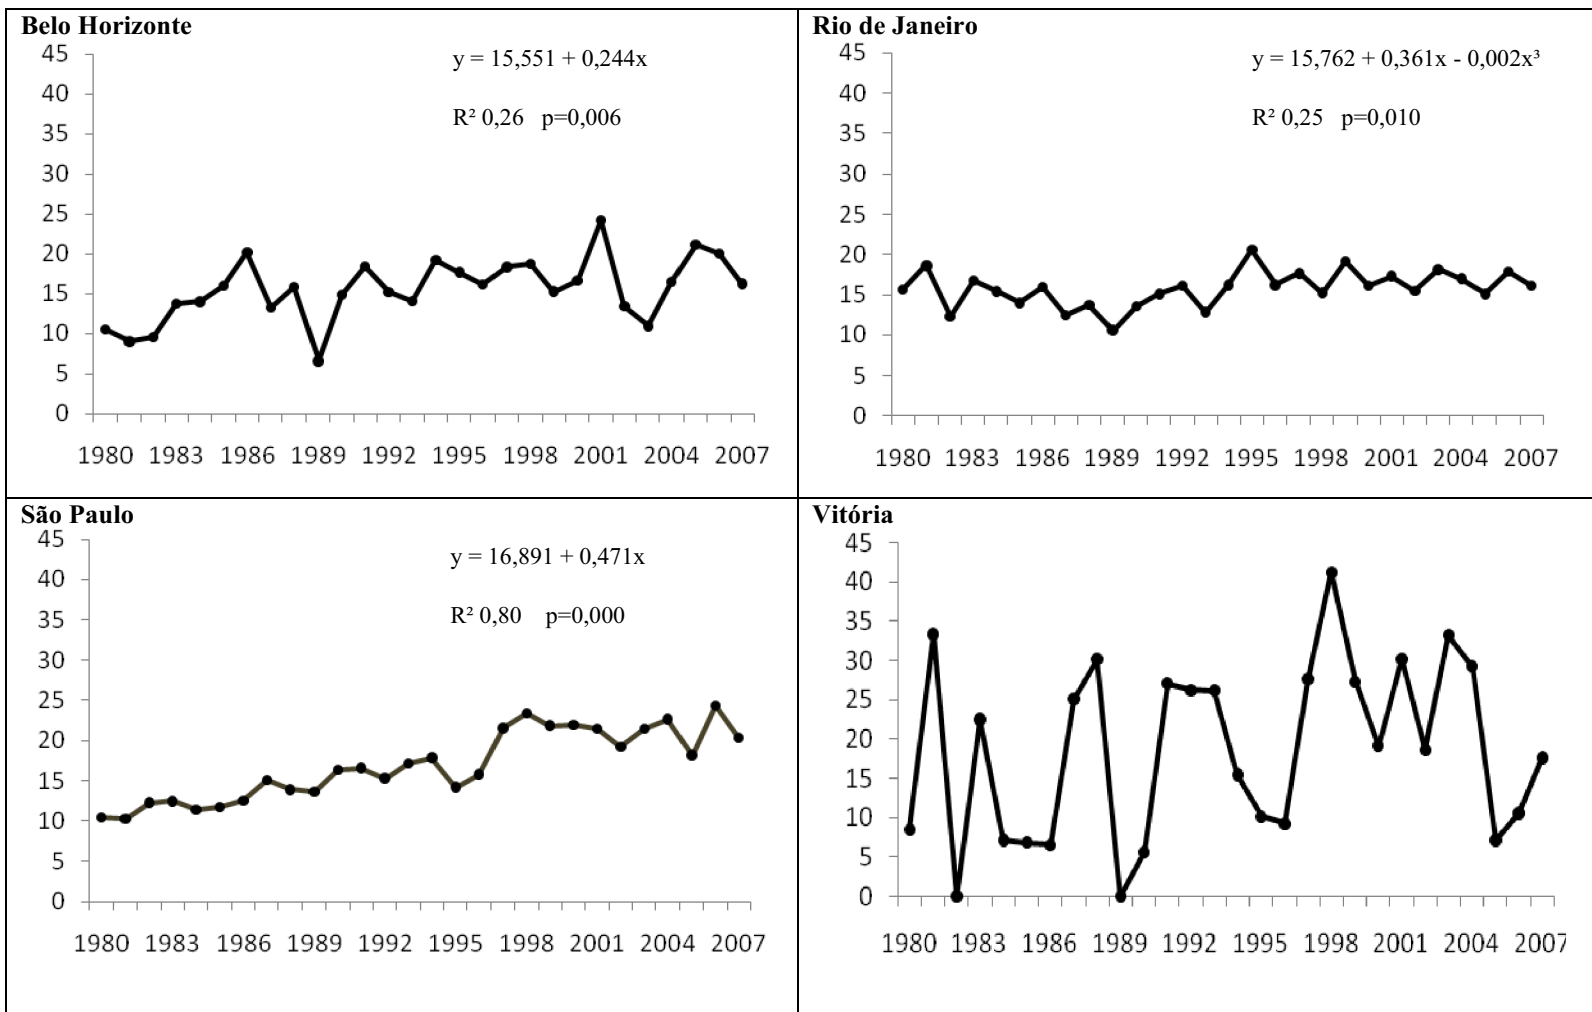 Belo Horizonte
y = 15,551 + 0,244x
R² 0,26 p=0,006
45
40
35
30
25
20
15
10
5
0
1980 1983 1986 1989 1992 1995 1998 2001 2004 2007
Rio de Janeiro
y = 15,762 + 0,361x - 0,002x³
R² 0,25 p=0,010
45
40
35
30
25
20
15
10
5
0
1980 1983 1986 1989 1992 1995 1998 2001 2004 2007
São Paulo
y = 16,891 + 0,471x
R² 0,80 p=0,000
45
40
35
30
25
20
15
10
5
0
1980 1983 1986 1989 1992 1995 1998 2001 2004 2007
Vitória
45
40
35
30
25
20
15
10
5
0
1980 1983 1986 1989 1992 1995 1998 2001 2004 2007